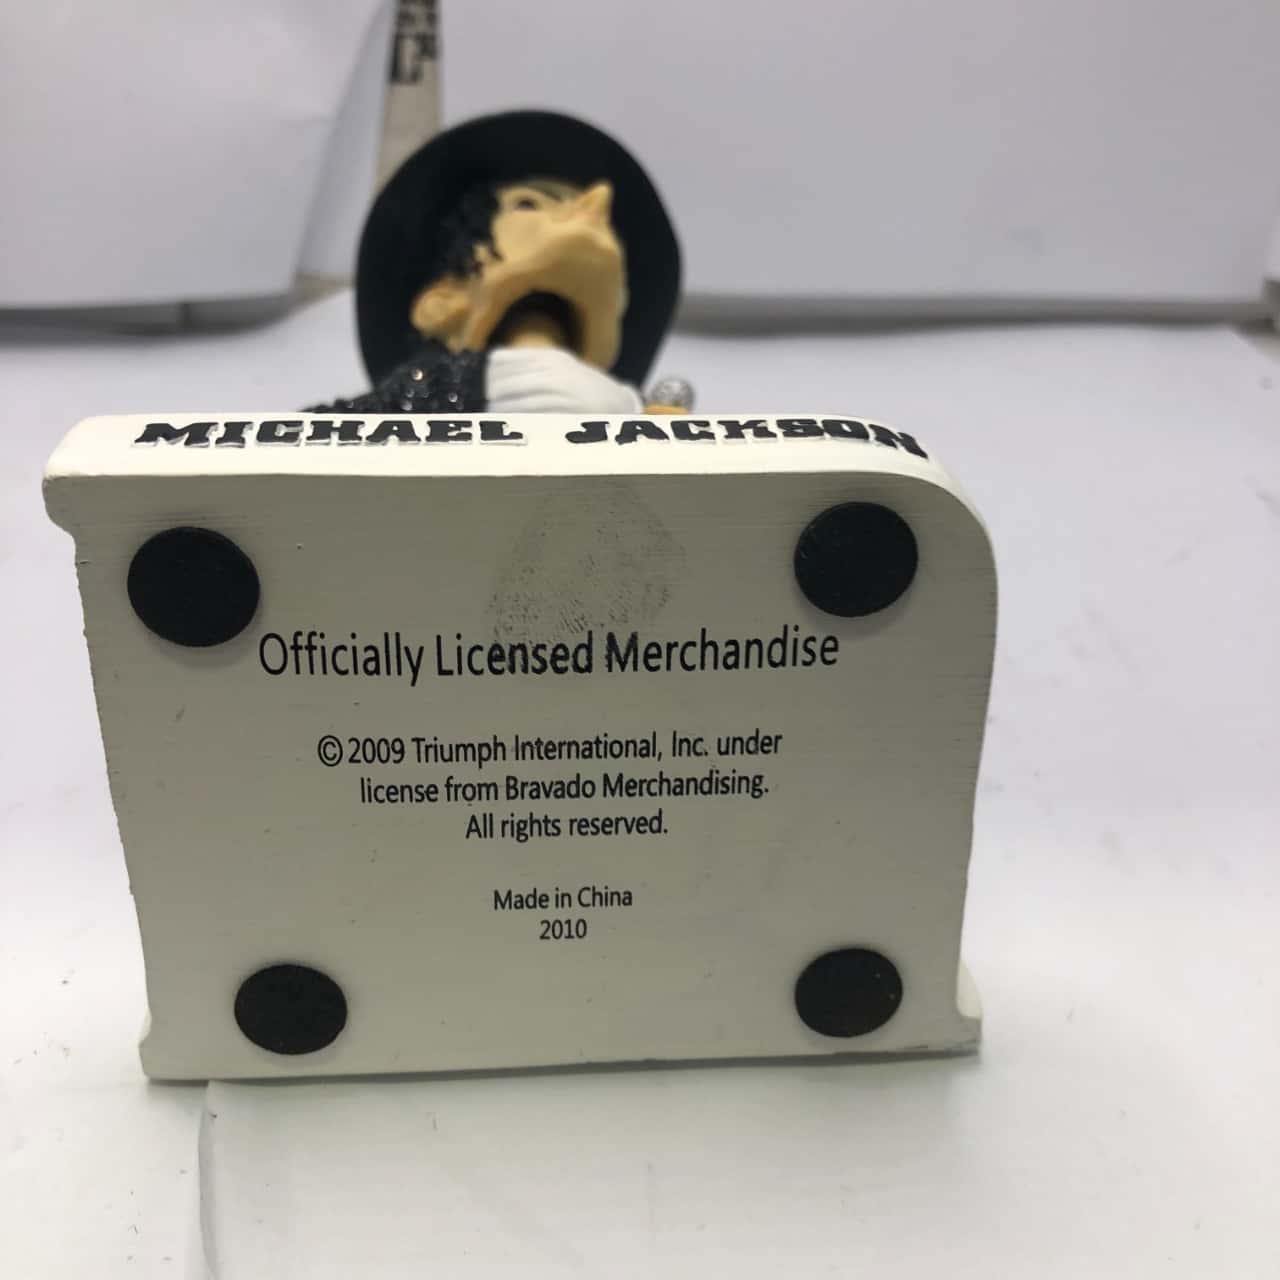 MICHAEL JACKSON
Officially Licensed Merchandise
© 2009 Triumph International, Inc. under
license from Bravado Merchandising.
All rights reserved.
Made in China
2010